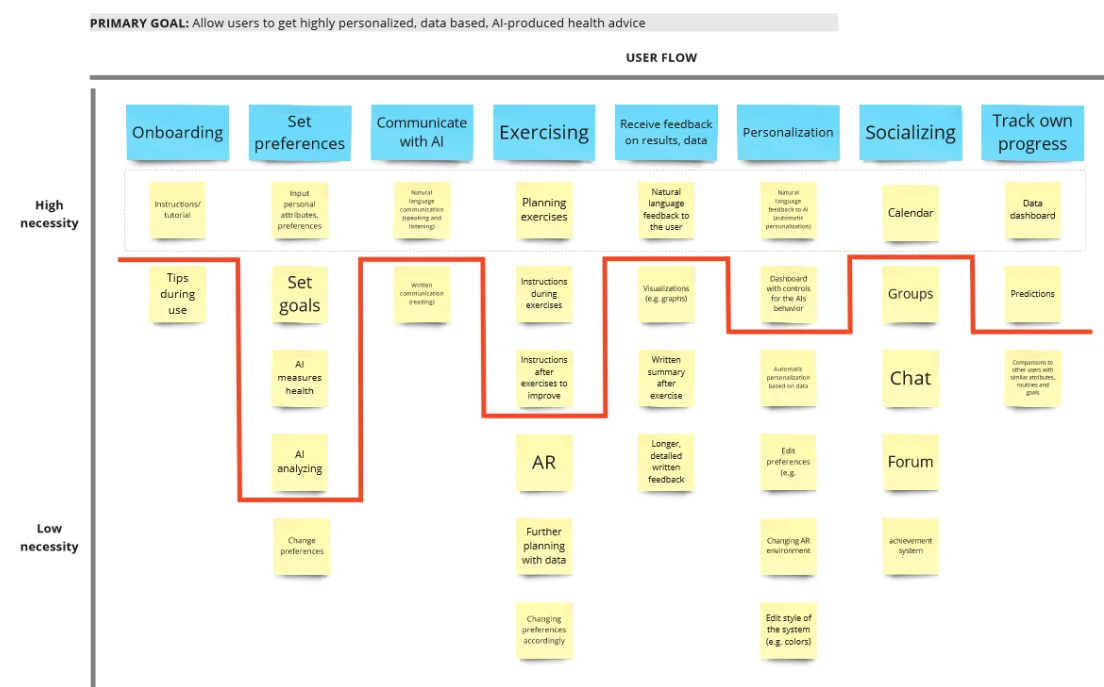 PRIMARY GOAL: Allow users to get highly personalized, data based, AI-produced health advice
USER FLOW
Onboarding
Set
preferences
Communicate
with AI
Exercising
Receive feedback
on results, data
Personalization
Socializing
Track own
progress
High
necessity
Instructions/
tutorial
Input
personal
attributes,
preferences
Natural
language
communication
(speaking and
listening)
Planning
exercises
Natural
language
feedback to
the user
Natural
language
feedback to AI
(automatic
personalization)
Calendar
Data
dashboard
Tips
during
use
Set
goals
Written
communication
(reading)
Instructions
during
exercises
Visualizations
(e.g. graphs)
Dashboard
with controls
for the AIs
behavior
Groups
Predictions
AI
measures
health
Instructions
after
exercises to
improve
Written
summary
after
exercise
Automatic
personalization
based on data
Chat
Comparisons to
other users with
similar attributes,
routines and
goals
AI
analyzing
AR
Longer,
detailed
written
feedback
Edit
preferences
(e.g.
Forum
Low
necessity
Change
preferences
Further
planning
with data
Changing AR
environment
achievement
system
Changing
preferences
accordingly
Edit style of
the system
(e.g. colors)